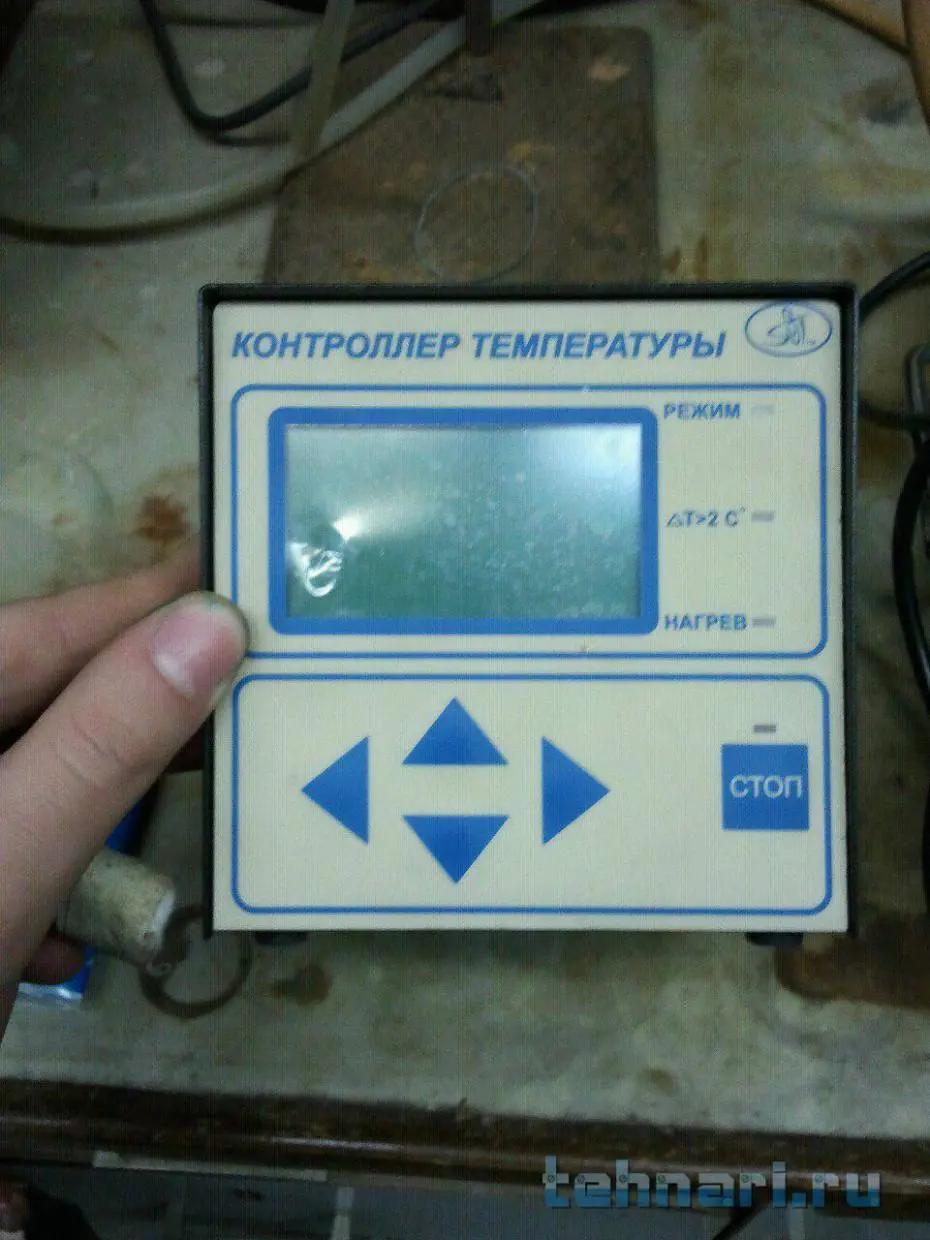 КОНТРОЛЛЕР ТЕМПЕРАТУРЫ
РЕЖИМ
ΔT>2 C°
НАГРЕВ
СТОП
tehnari.ru